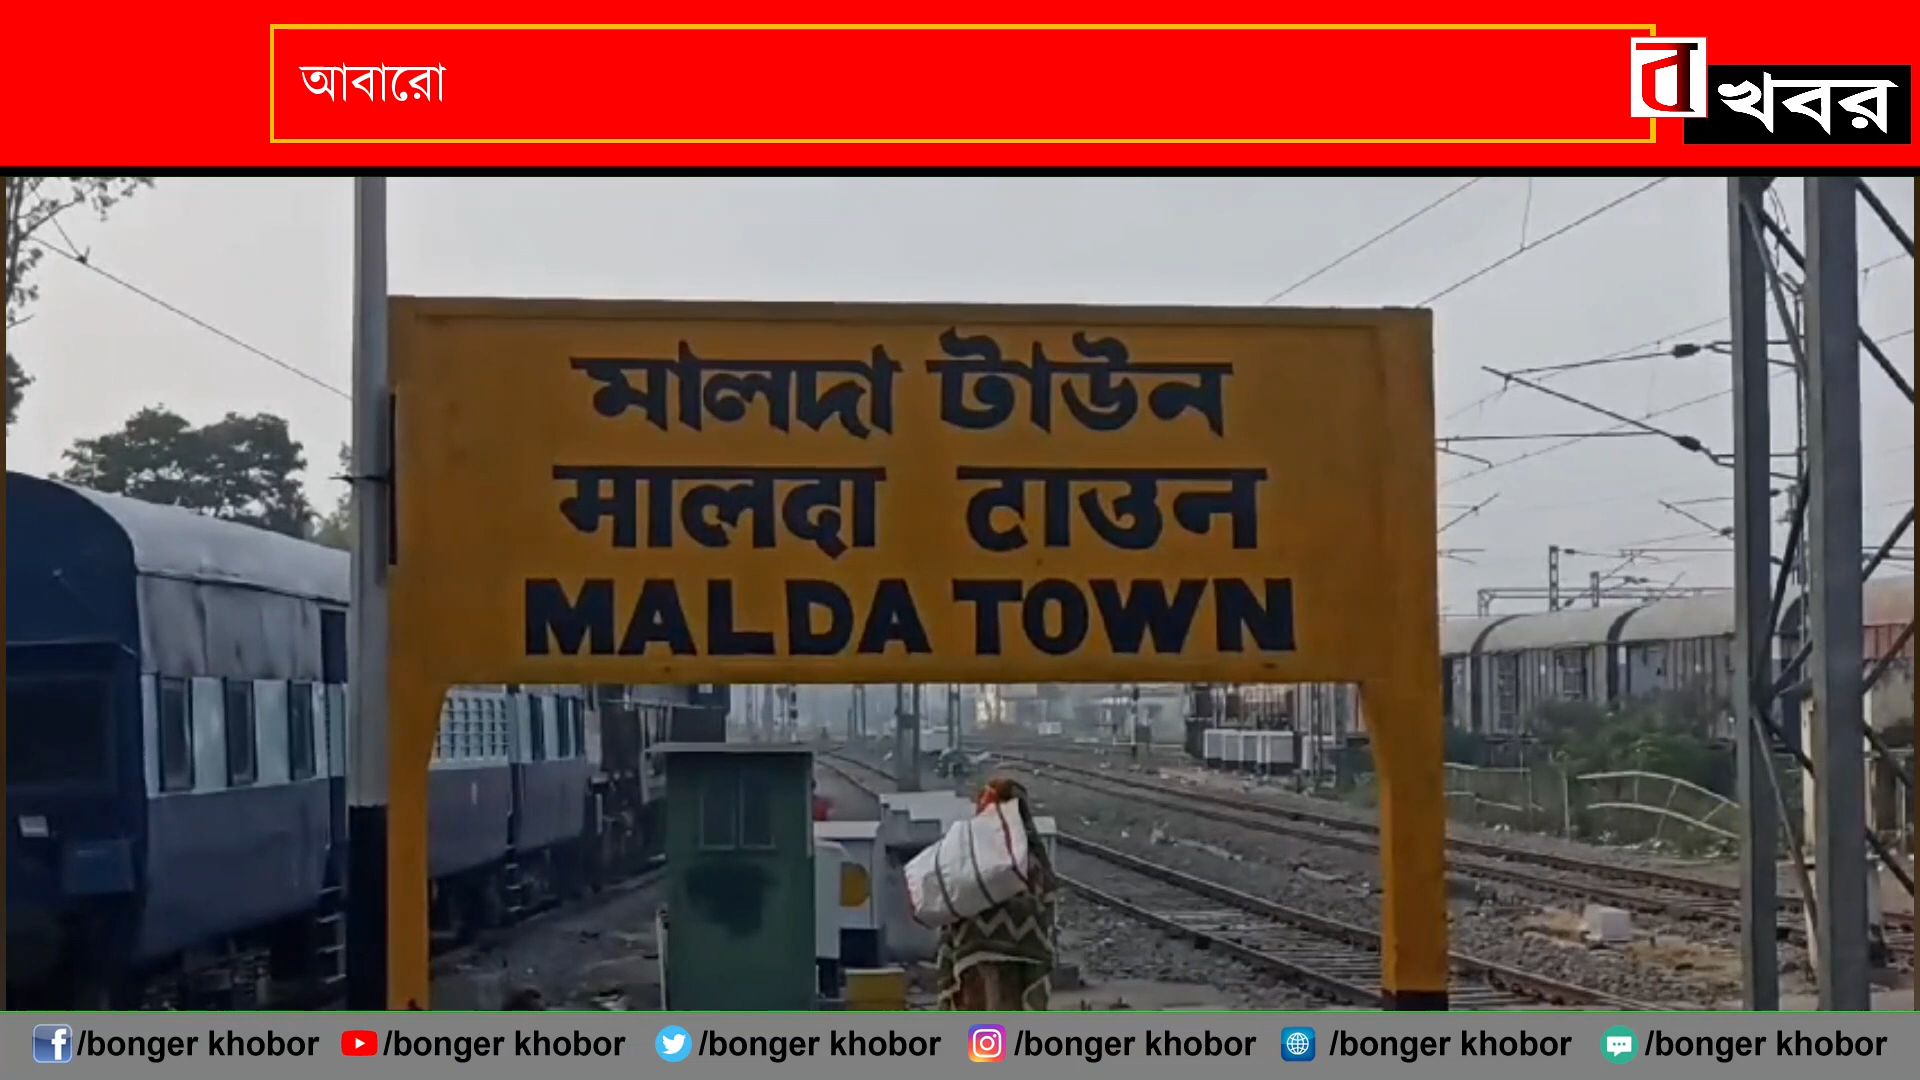 আবারো
ব খবর
মালদা টাউন
मालदा टाउन
MALDA TOWN
/bonger khobor /bonger khobor /bonger khobor /bonger khobor /bonger khobor /bonger khobor